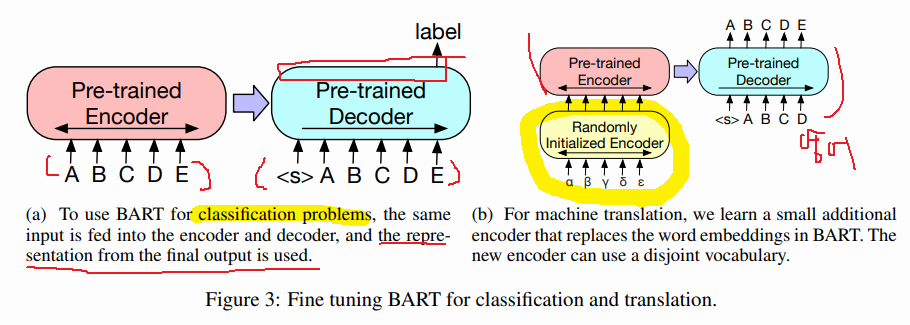 label
Pre-trained
Encoder
Pre-trained
Decoder
A B C D E
<s> A B C D E
(a) To use BART for classification problems, the same
input is fed into the encoder and decoder, and the repre-
sentation from the final output is used.
A B C D E
Pre-trained
Encoder
Pre-trained
Decoder
<s> A B C D
Randomly
Initialized Encoder
α β γ δ ε
(b) For machine translation, we learn a small additional
encoder that replaces the word embeddings in BART. The
new encoder can use a disjoint vocabulary.
Figure 3: Fine tuning BART for classification and translation.